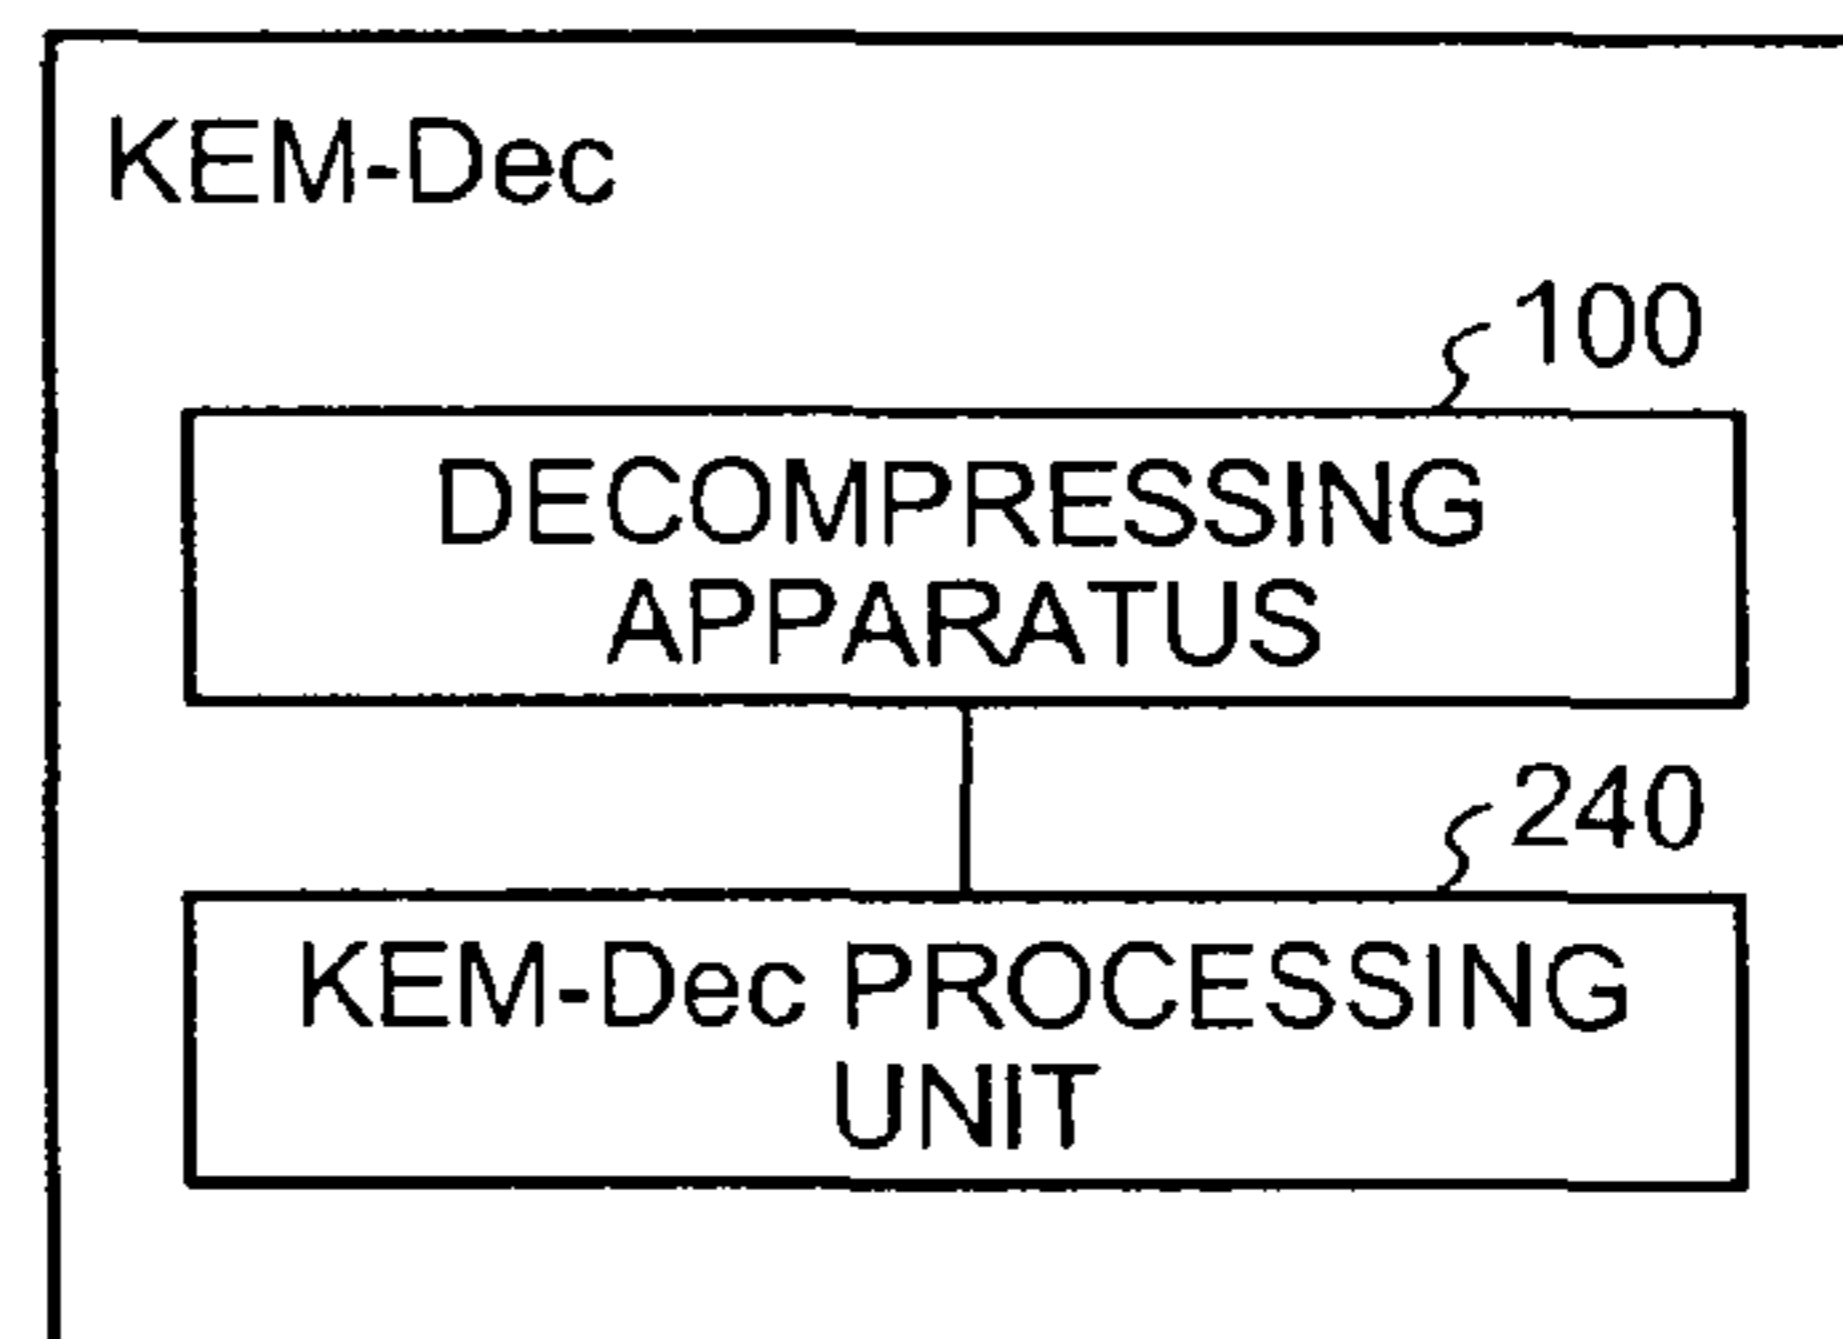 KEM-Dec
100
DECOMPRESSING
APPARATUS
240
KEM-Dec PROCESSING
UNIT